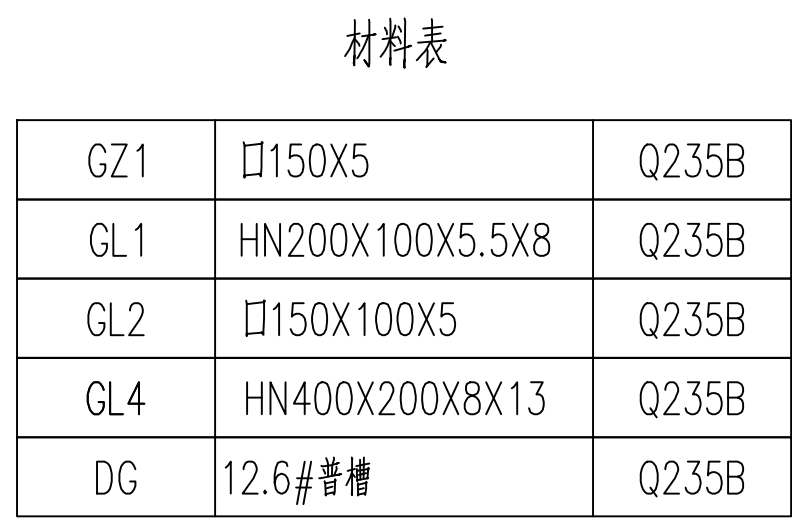 材料表
GZ1 口150X5 Q235B
GL1 HN200X100X5.5X8 Q235B
GL2 口150X100X5 Q235B
GL4 HN400X200X8X13 Q235B
DG 12.6#普槽 Q235B